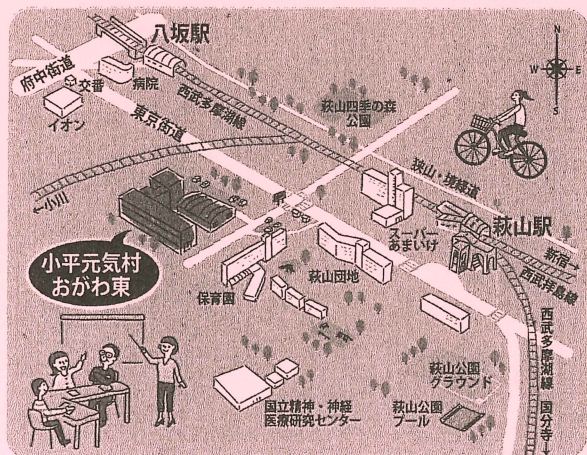 八坂駅
府中街道
交番
病院
イオン
東京街道
西武多摩湖線
萩山四季の森
公園
N
W
E
S
狭山・境緑道
←小川
スーパー
あまいけ
萩山駅
新宿→
西武拝島線
小平元気村
おがわ東
保育園
萩山団地
西武多摩湖線
国分寺→
国立精神・神経
医療研究センター
萩山公園
グラウンド
萩山公園
プール